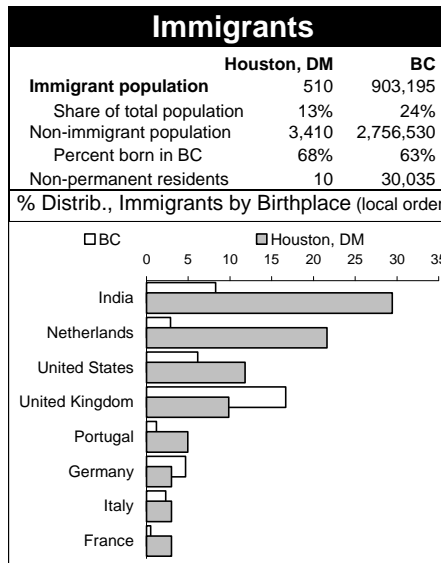 Immigrants
Houston, DM BC
Immigrant population 510 903,195
Share of total population 13% 24%
Non-immigrant population 3,410 2,756,530
Percent born in BC 68% 63%
Non-permanent residents 10 30,035
% Distrib., Immigrants by Birthplace (local order
BC Houston, DM
0 5 10 15 20 25 30 35
India
Netherlands
United States
United Kingdom
Portugal
Germany
Italy
France